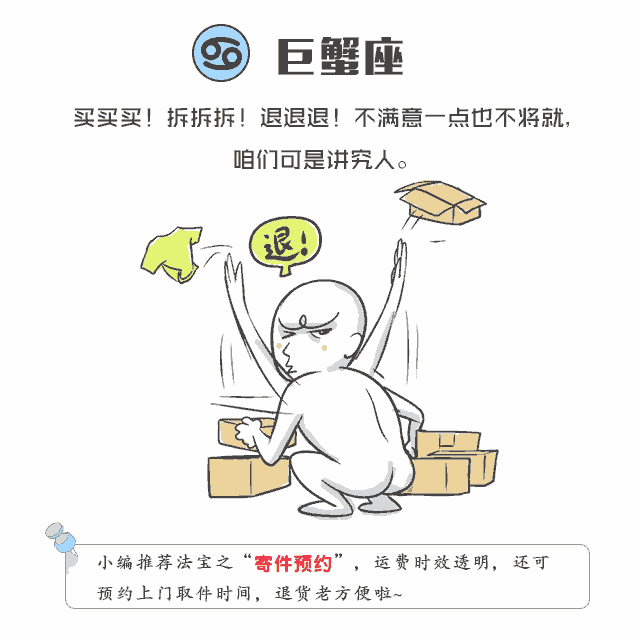 巨蟹座
买买买！拆拆拆！退退退！不满意一点也不将就，
咱们可是讲究人。
退！
小编推荐法宝之“寄件预约”，运费时效透明，还可
预约上门取件时间，退货老方便啦~